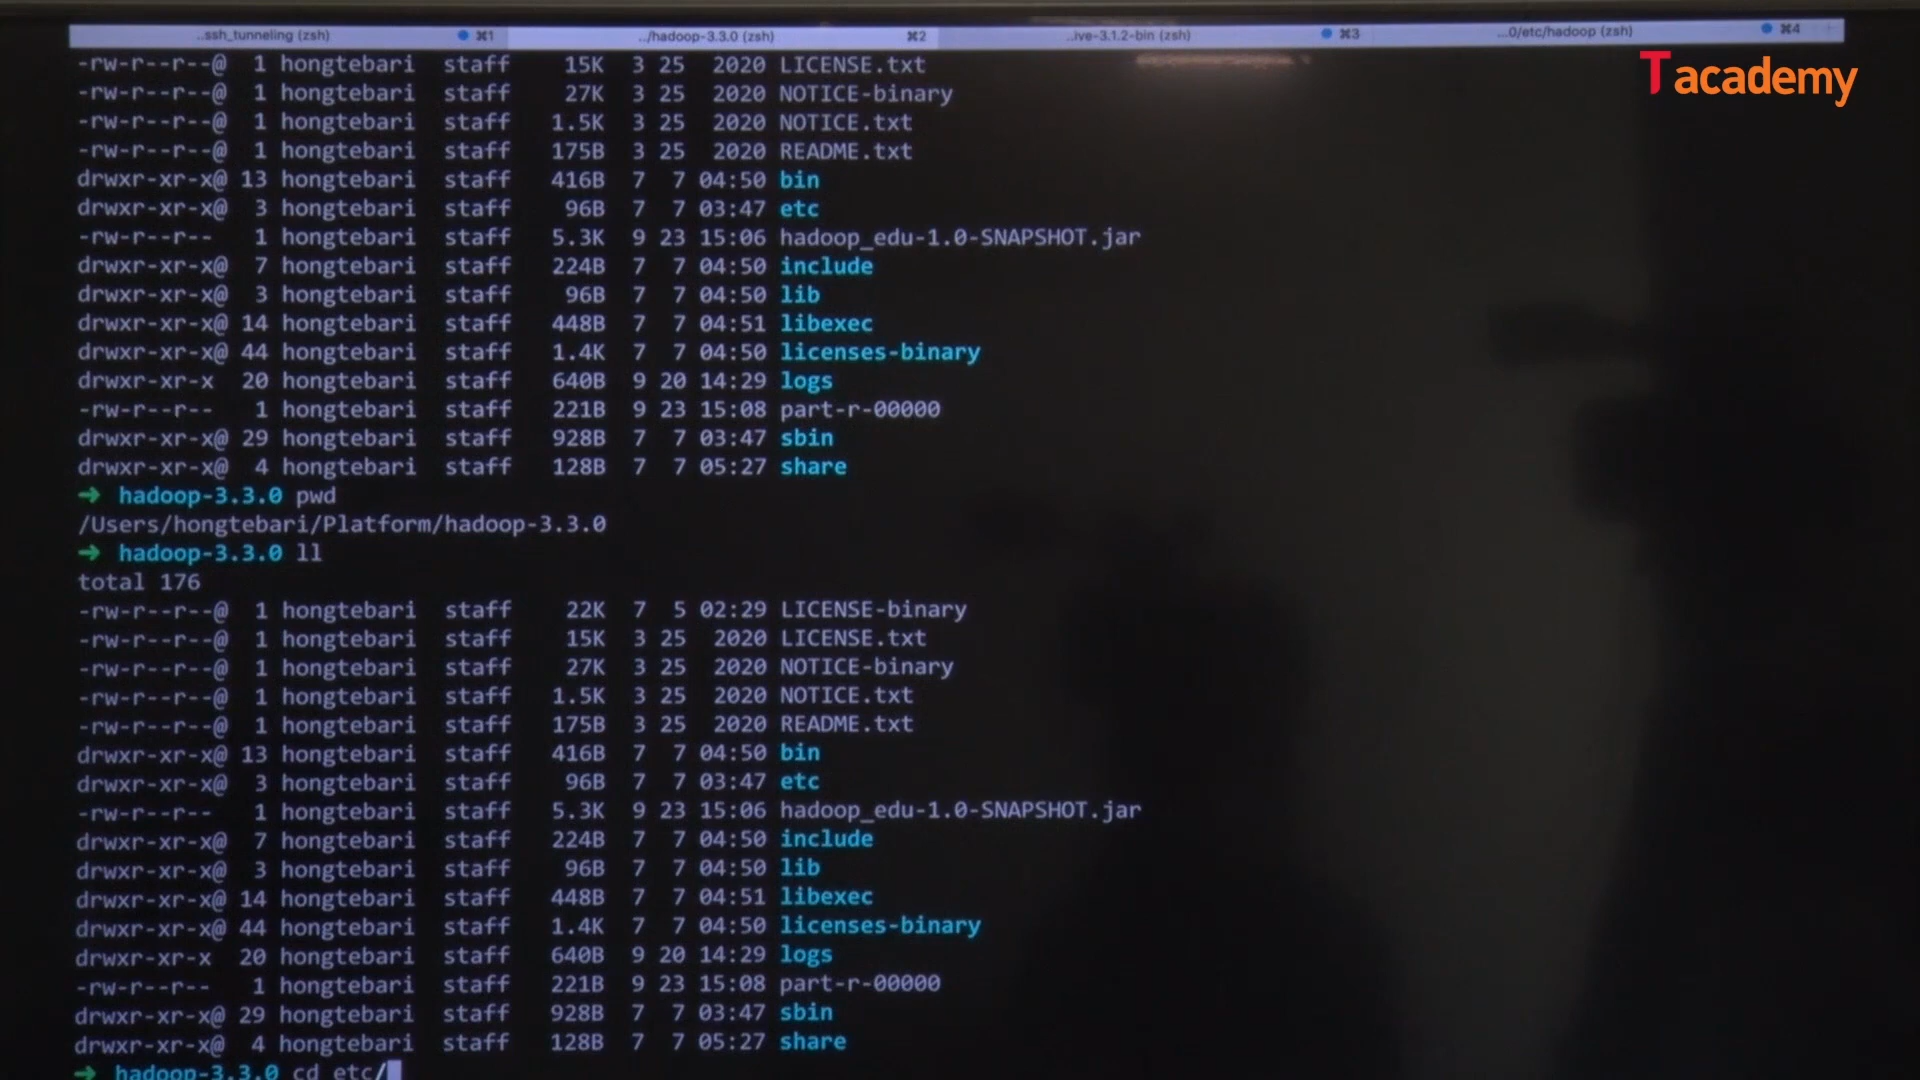 ..ssh_tunneling (zsh) ⌘1 ../hadoop-3.3.0 (zsh) ⌘2 ..ive-3.1.2-bin (zsh) ⌘3 ...0/etc/hadoop (zsh) ⌘4
T academy
-rw-r--r--@ 1 hongtebari staff 15K 3 25 2020 LICENSE.txt
-rw-r--r--@ 1 hongtebari staff 27K 3 25 2020 NOTICE-binary
-rw-r--r--@ 1 hongtebari staff 1.5K 3 25 2020 NOTICE.txt
-rw-r--r--@ 1 hongtebari staff 175B 3 25 2020 README.txt
drwxr-xr-x@ 13 hongtebari staff 416B 7 7 04:50 bin
drwxr-xr-x@ 3 hongtebari staff 96B 7 7 03:47 etc
-rw-r--r-- 1 hongtebari staff 5.3K 9 23 15:06 hadoop_edu-1.0-SNAPSHOT.jar
drwxr-xr-x@ 7 hongtebari staff 224B 7 7 04:50 include
drwxr-xr-x@ 3 hongtebari staff 96B 7 7 04:50 lib
drwxr-xr-x@ 14 hongtebari staff 448B 7 7 04:51 libexec
drwxr-xr-x@ 44 hongtebari staff 1.4K 7 7 04:50 licenses-binary
drwxr-xr-x 20 hongtebari staff 640B 9 20 14:29 logs
-rw-r--r-- 1 hongtebari staff 221B 9 23 15:08 part-r-00000
drwxr-xr-x@ 29 hongtebari staff 928B 7 7 03:47 sbin
drwxr-xr-x@ 4 hongtebari staff 128B 7 7 05:27 share
➜ hadoop-3.3.0 pwd
/Users/hongtebari/Platform/hadoop-3.3.0
➜ hadoop-3.3.0 ll
total 176
-rw-r--r--@ 1 hongtebari staff 22K 7 5 02:29 LICENSE-binary
-rw-r--r--@ 1 hongtebari staff 15K 3 25 2020 LICENSE.txt
-rw-r--r--@ 1 hongtebari staff 27K 3 25 2020 NOTICE-binary
-rw-r--r--@ 1 hongtebari staff 1.5K 3 25 2020 NOTICE.txt
-rw-r--r--@ 1 hongtebari staff 175B 3 25 2020 README.txt
drwxr-xr-x@ 13 hongtebari staff 416B 7 7 04:50 bin
drwxr-xr-x@ 3 hongtebari staff 96B 7 7 03:47 etc
-rw-r--r-- 1 hongtebari staff 5.3K 9 23 15:06 hadoop_edu-1.0-SNAPSHOT.jar
drwxr-xr-x@ 7 hongtebari staff 224B 7 7 04:50 include
drwxr-xr-x@ 3 hongtebari staff 96B 7 7 04:50 lib
drwxr-xr-x@ 14 hongtebari staff 448B 7 7 04:51 libexec
drwxr-xr-x@ 44 hongtebari staff 1.4K 7 7 04:50 licenses-binary
drwxr-xr-x 20 hongtebari staff 640B 9 20 14:29 logs
-rw-r--r-- 1 hongtebari staff 221B 9 23 15:08 part-r-00000
drwxr-xr-x@ 29 hongtebari staff 928B 7 7 03:47 sbin
drwxr-xr-x@ 4 hongtebari staff 128B 7 7 05:27 share
➜ hadoop-3.3.0 cd etc/